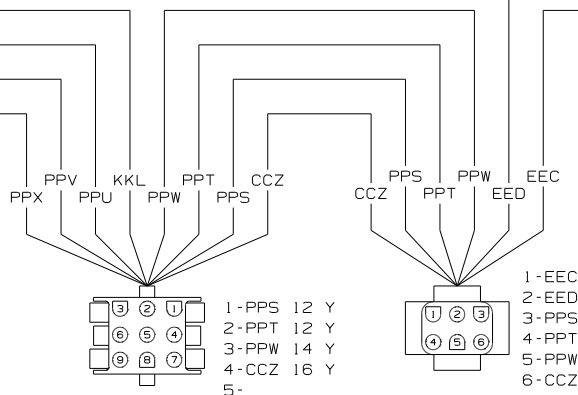 PPX PPV PPU KKL PPW PPT PPS CCZ
CCZ PPS PPT PPW EED EEC
3 2 1
6 5 4
9 8 7
1-PPS 12 Y
2-PPT 12 Y
3-PPW 14 Y
4-CCZ 16 Y
5-
1 2 3
4 5 6
1-EEC
2-EED
3-PPS
4-PPT
5-PPW
6-CCZ